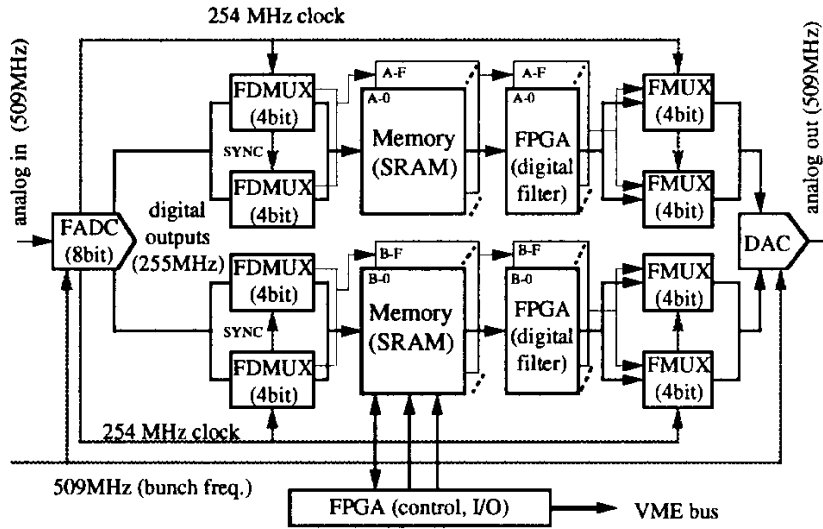 254 MHz clock
analog in (509MHz)
analog out (509MHz)
FDMUX
(4bit)
SYNC
FDMUX
(4bit)
A-F
A-0
Memory
(SRAM)
A-F
A-0
FPGA
(digital
filter)
FMUX
(4bit)
FMUX
(4bit)
FADC
(8bit)
digital
outputs
(255MHz)
DAC
FDMUX
(4bit)
SYNC
FDMUX
(4bit)
B-F
B-0
Memory
(SRAM)
B-F
B-0
FPGA
(digital
filter)
FMUX
(4bit)
FMUX
(4bit)
254 MHz clock
509MHz (bunch freq.)
FPGA (control, I/O)
VME bus